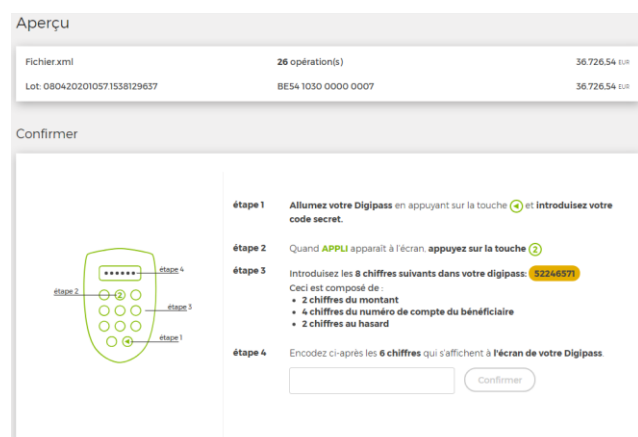 Aperçu
Fichier.xml 26 opération(s) 36.726,54 EUR
Lot: 080420201057.1538129637 BE54 1030 0000 0007 36.726,54 EUR
Confirmer
étape 1 Allumez votre Digipass en appuyant sur la touche et introduisez votre
code secret.
étape 2 Quand APPLI apparaît à l'écran, appuyez sur la touche 2
étape 3 Introduisez les 8 chiffres suivants dans votre digipass: 52246571
Ceci est composé de :
• 2 chiffres du montant
• 4 chiffres du numéro de compte du bénéficiaire
• 2 chiffres au hasard
étape 4 Encodez ci-après les 6 chiffres qui s'affichent à l'écran de votre Digipass.
Confirmer
étape 4
étape 2
2
étape 3
étape 1